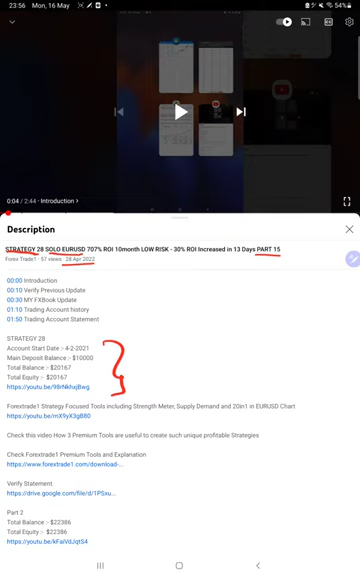 23:56 Mon, 16 May
54%
0:04 / 2:44 · Introduction >
Description
STRATEGY 28 SOLO EURUSD 707% ROI 10month LOW RISK - 30% ROI Increased in 13 Days PART 15
Forex Trade1 · 57 views · 28 Apr 2022
00:00 Introduction
00:10 Verify Previous Update
00:30 MY FXBook Update
01:10 Trading Account history
01:50 Trading Account Statement
STRATEGY 28
Account Start Date :- 4-2-2021
Main Deposit Balance :- $10000
Total Balance :- $20167
Total Equity :- $20167
https://youtu.be/98rNkhxjBwg
Forextrade1 Strategy Focused Tools including Strength Meter, Supply Demand and 20in1 in EURUSD Chart
https://youtu.be/mX9yX3gB80
Check this video How 3 Premium Tools are useful to create such unique profitable Strategies
Check Forextrade1 Premium Tools and Explanation
https://www.forextrade1.com/download-...
Verify Statement
https://drive.google.com/file/d/1PSxu...
Part 2
Total Balance :- $22386
Total Equity :- $22386
https://youtu.be/kFaiVdJqtS4